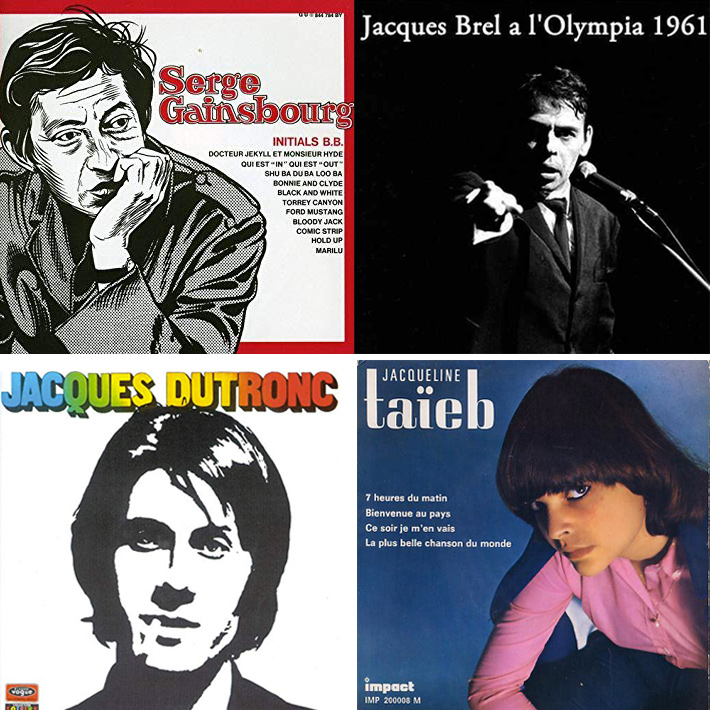 G U ® 844 784 BY
Serge
Gainsbourg
INITIALS B.B.
DOCTEUR JEKYLL ET MONSIEUR HYDE
QUI EST "IN" QUI EST "OUT"
SHU BA DU BA LOO BA
BONNIE AND CLYDE
BLACK AND WHITE
TORREY CANYON
FORD MUSTANG
BLOODY JACK
COMIC STRIP
HOLD UP
MARILU
Jacques Brel a l'Olympia 1961
JACQUES DUTRONC
VOGUE
JACQUELINE
taïeb
7 heures du matin
Bienvenue au pays
Ce soir je m'en vais
La plus belle chanson du monde
impact
IMP 200008 M